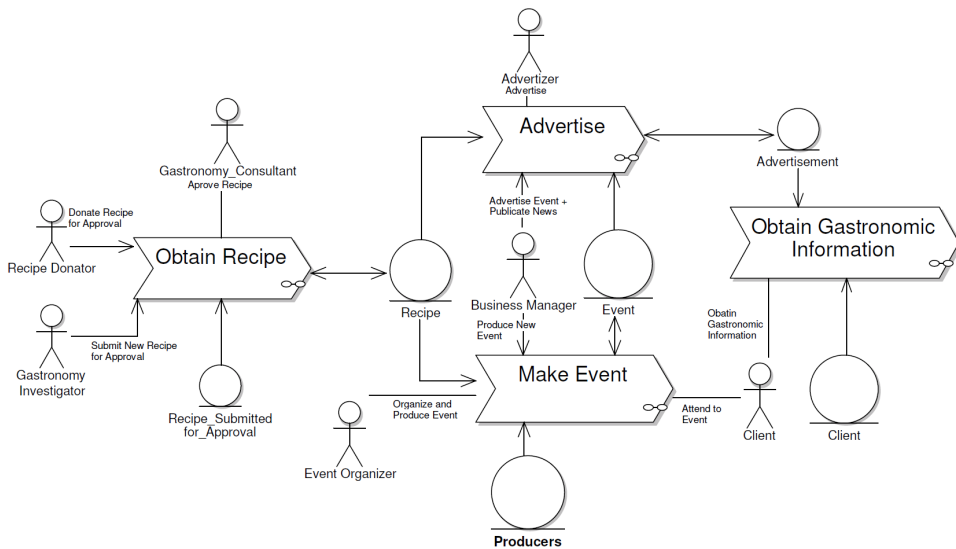 Advertizer
Advertise
Advertise
Advertisement
Gastronomy_Consultant
Aprove Recipe
Donate Recipe
for Approval
Recipe Donator
Obtain Recipe
Advertise Event +
Publicate News
Obtain Gastronomic
Information
Recipe
Business Manager
Event
Produce New
Event
Obatin
Gastronomic
Information
Submit New Recipe
for Approval
Gastronomy
Investigator
Make Event
Recipe_Submitted
for_Approval
Organize and
Produce Event
Attend to
Event
Client
Client
Event Organizer
Producers